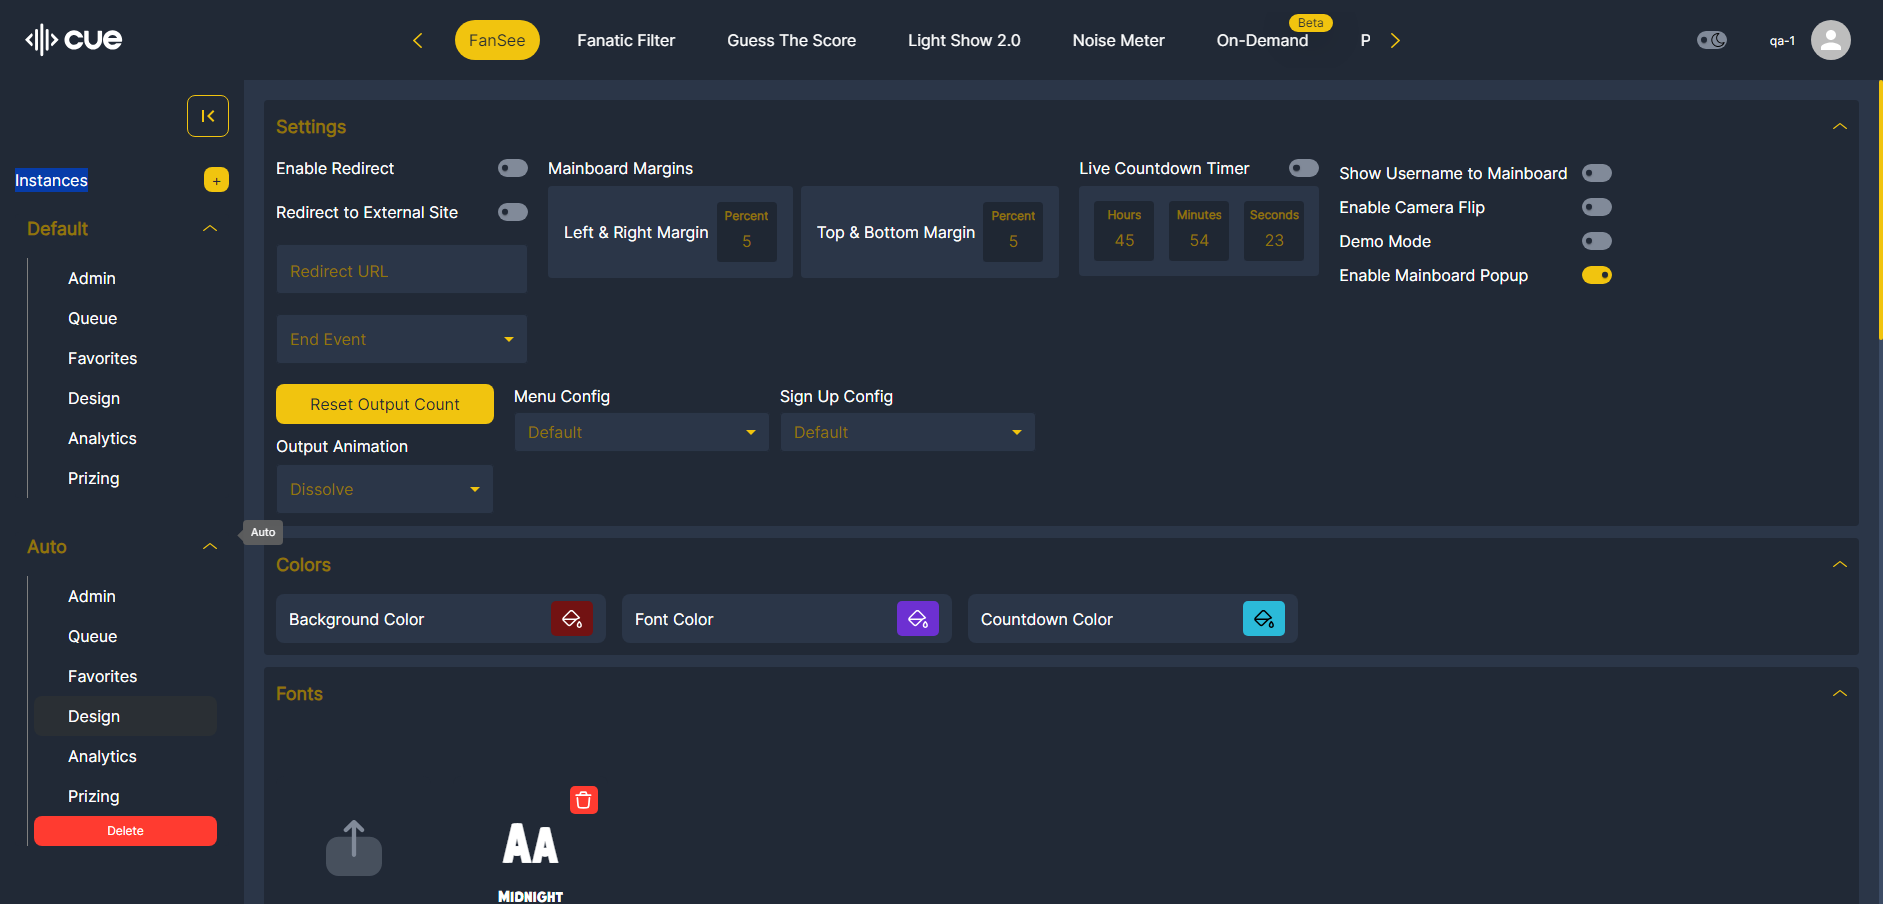 cue
FanSee
Fanatic Filter
Guess The Score
Light Show 2.0
Noise Meter
On-Demand
Beta
P
qa-1
Instances
+
Default
Admin
Queue
Favorites
Design
Analytics
Prizing
Auto
Auto
Admin
Queue
Favorites
Design
Analytics
Prizing
Delete
Settings
Enable Redirect
Redirect to External Site
Redirect URL
End Event
Mainboard Margins
Left & Right Margin
Percent
5
Top & Bottom Margin
Percent
5
Live Countdown Timer
Hours
45
Minutes
54
Seconds
23
Show Username to Mainboard
Enable Camera Flip
Demo Mode
Enable Mainboard Popup
Reset Output Count
Output Animation
Dissolve
Menu Config
Default
Sign Up Config
Default
Colors
Background Color
Font Color
Countdown Color
Fonts
AA
MIDNIGHT